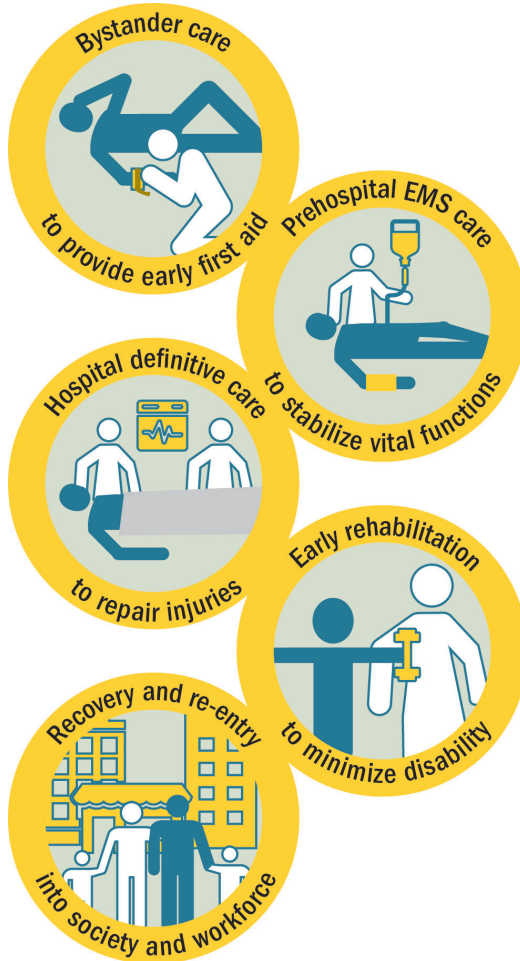 Bystander care
to provide early first aid
Prehospital EMS care
to stabilize vital functions
Hospital definitive care
to repair injuries
Early rehabilitation
to minimize disability
Recovery and re-entry
into society and workforce